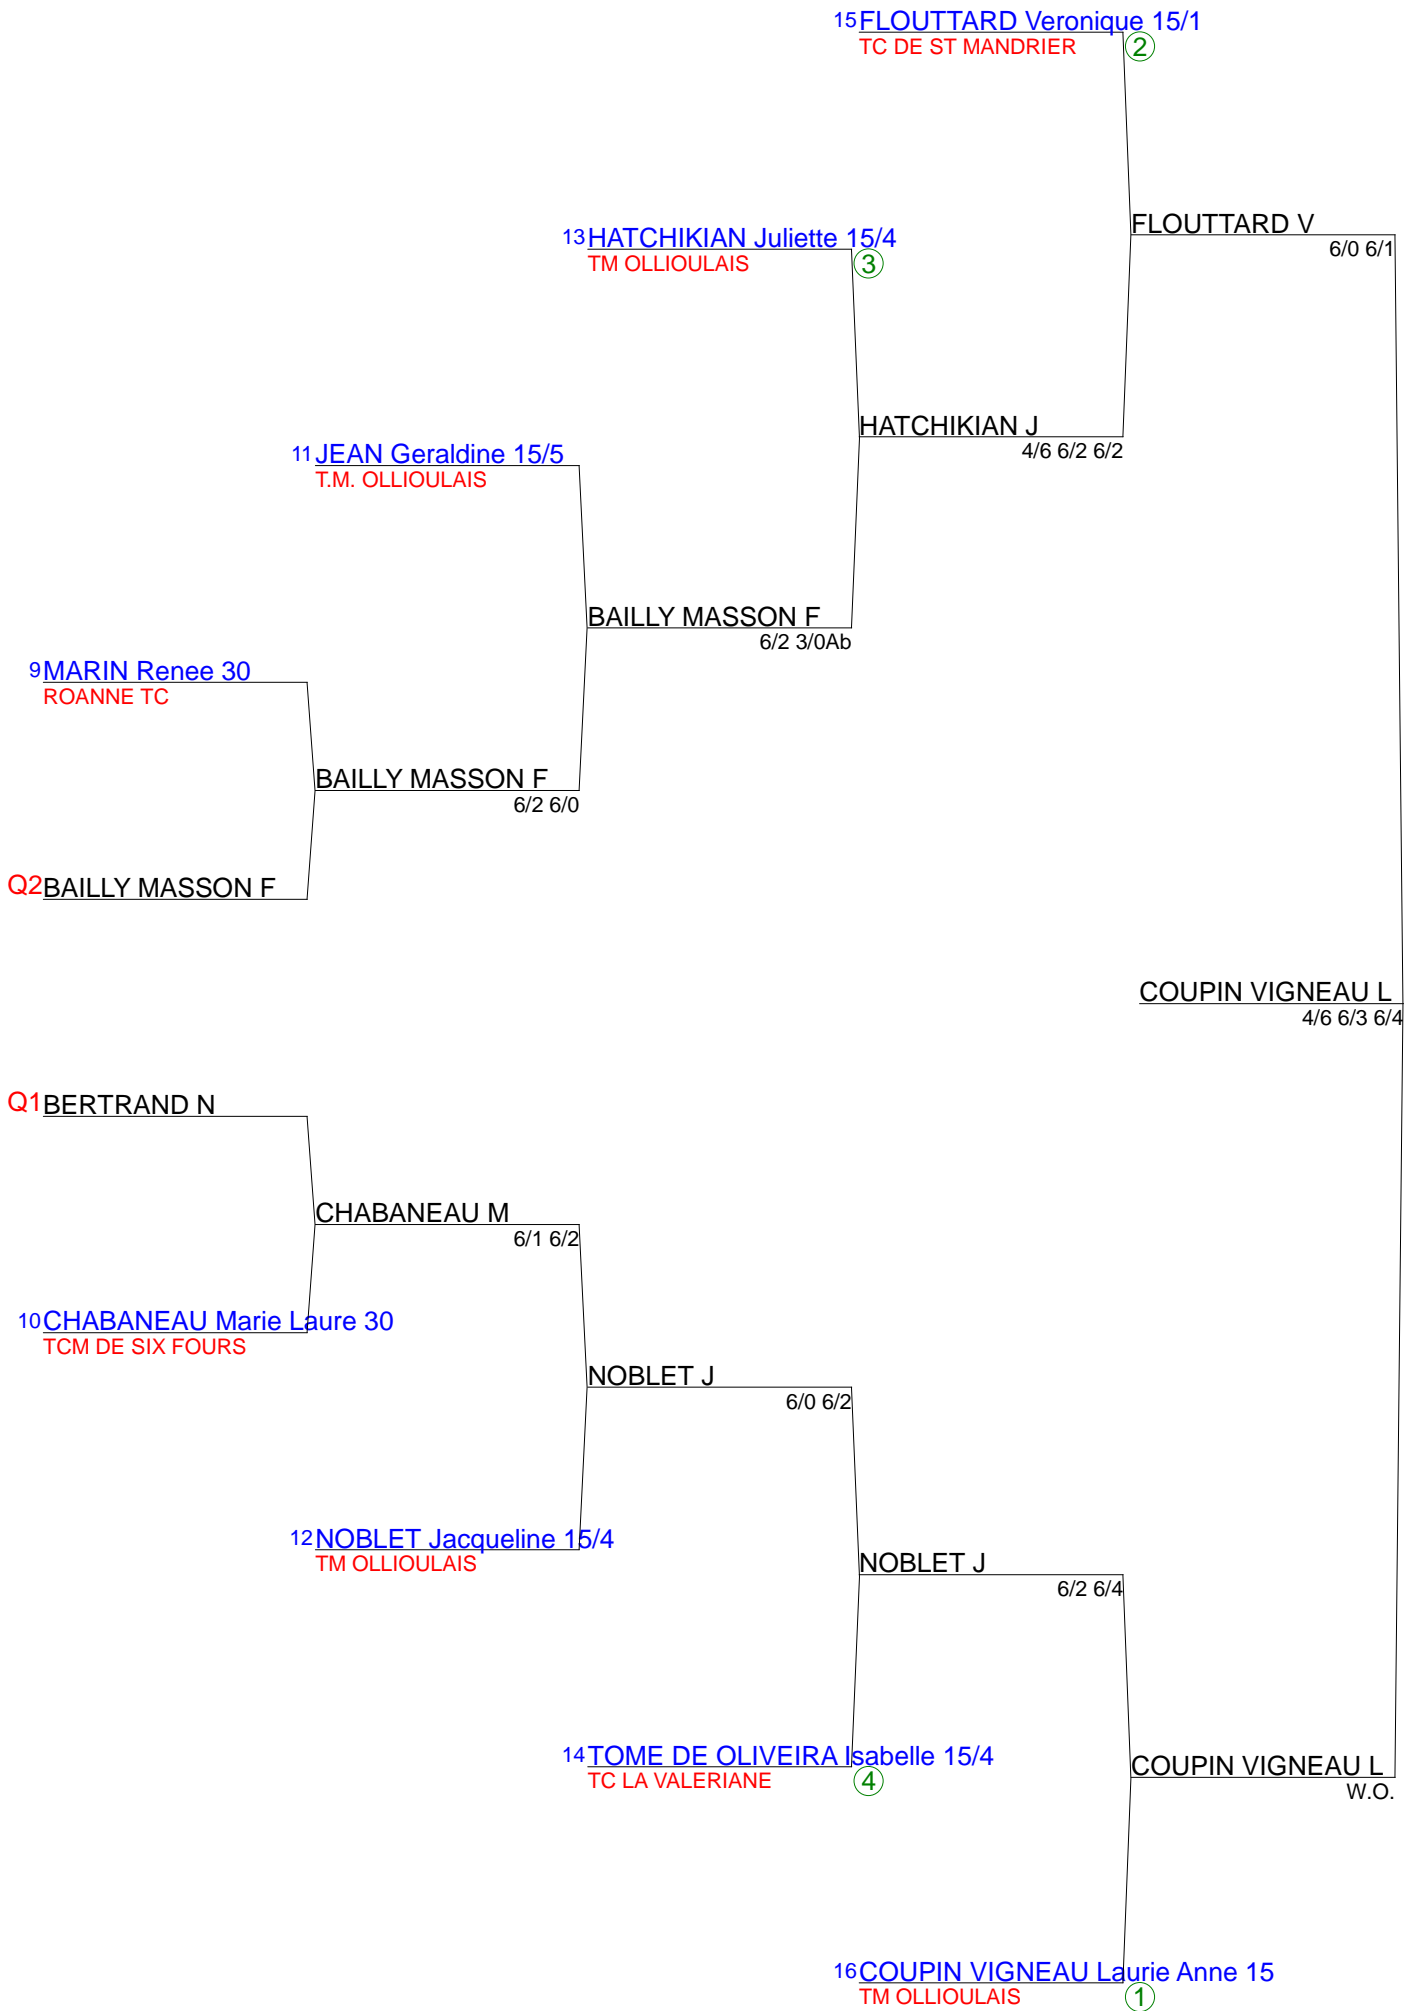 15 FLOUTTARD Veronique 15/1
TC DE ST MANDRIER
2
FLOUTTARD V
6/0 6/1
13 HATCHIKIAN Juliette 15/4
TM OLLIOULAIS
3
HATCHIKIAN J
4/6 6/2 6/2
11 JEAN Geraldine 15/5
T.M. OLLIOULAIS
BAILLY MASSON F
6/2 3/0Ab
9 MARIN Renee 30
ROANNE TC
BAILLY MASSON F
6/2 6/0
Q2 BAILLY MASSON F
COUPIN VIGNEAU L
4/6 6/3 6/4
Q1 BERTRAND N
CHABANEAU M
6/1 6/2
10 CHABANEAU Marie Laure 30
TCM DE SIX FOURS
NOBLET J
6/0 6/2
12 NOBLET Jacqueline 15/4
TM OLLIOULAIS
NOBLET J
6/2 6/4
14 TOME DE OLIVEIRA Isabelle 15/4
TC LA VALERIANE
4
COUPIN VIGNEAU L
W.O.
16 COUPIN VIGNEAU Laurie Anne 15
TM OLLIOULAIS
1